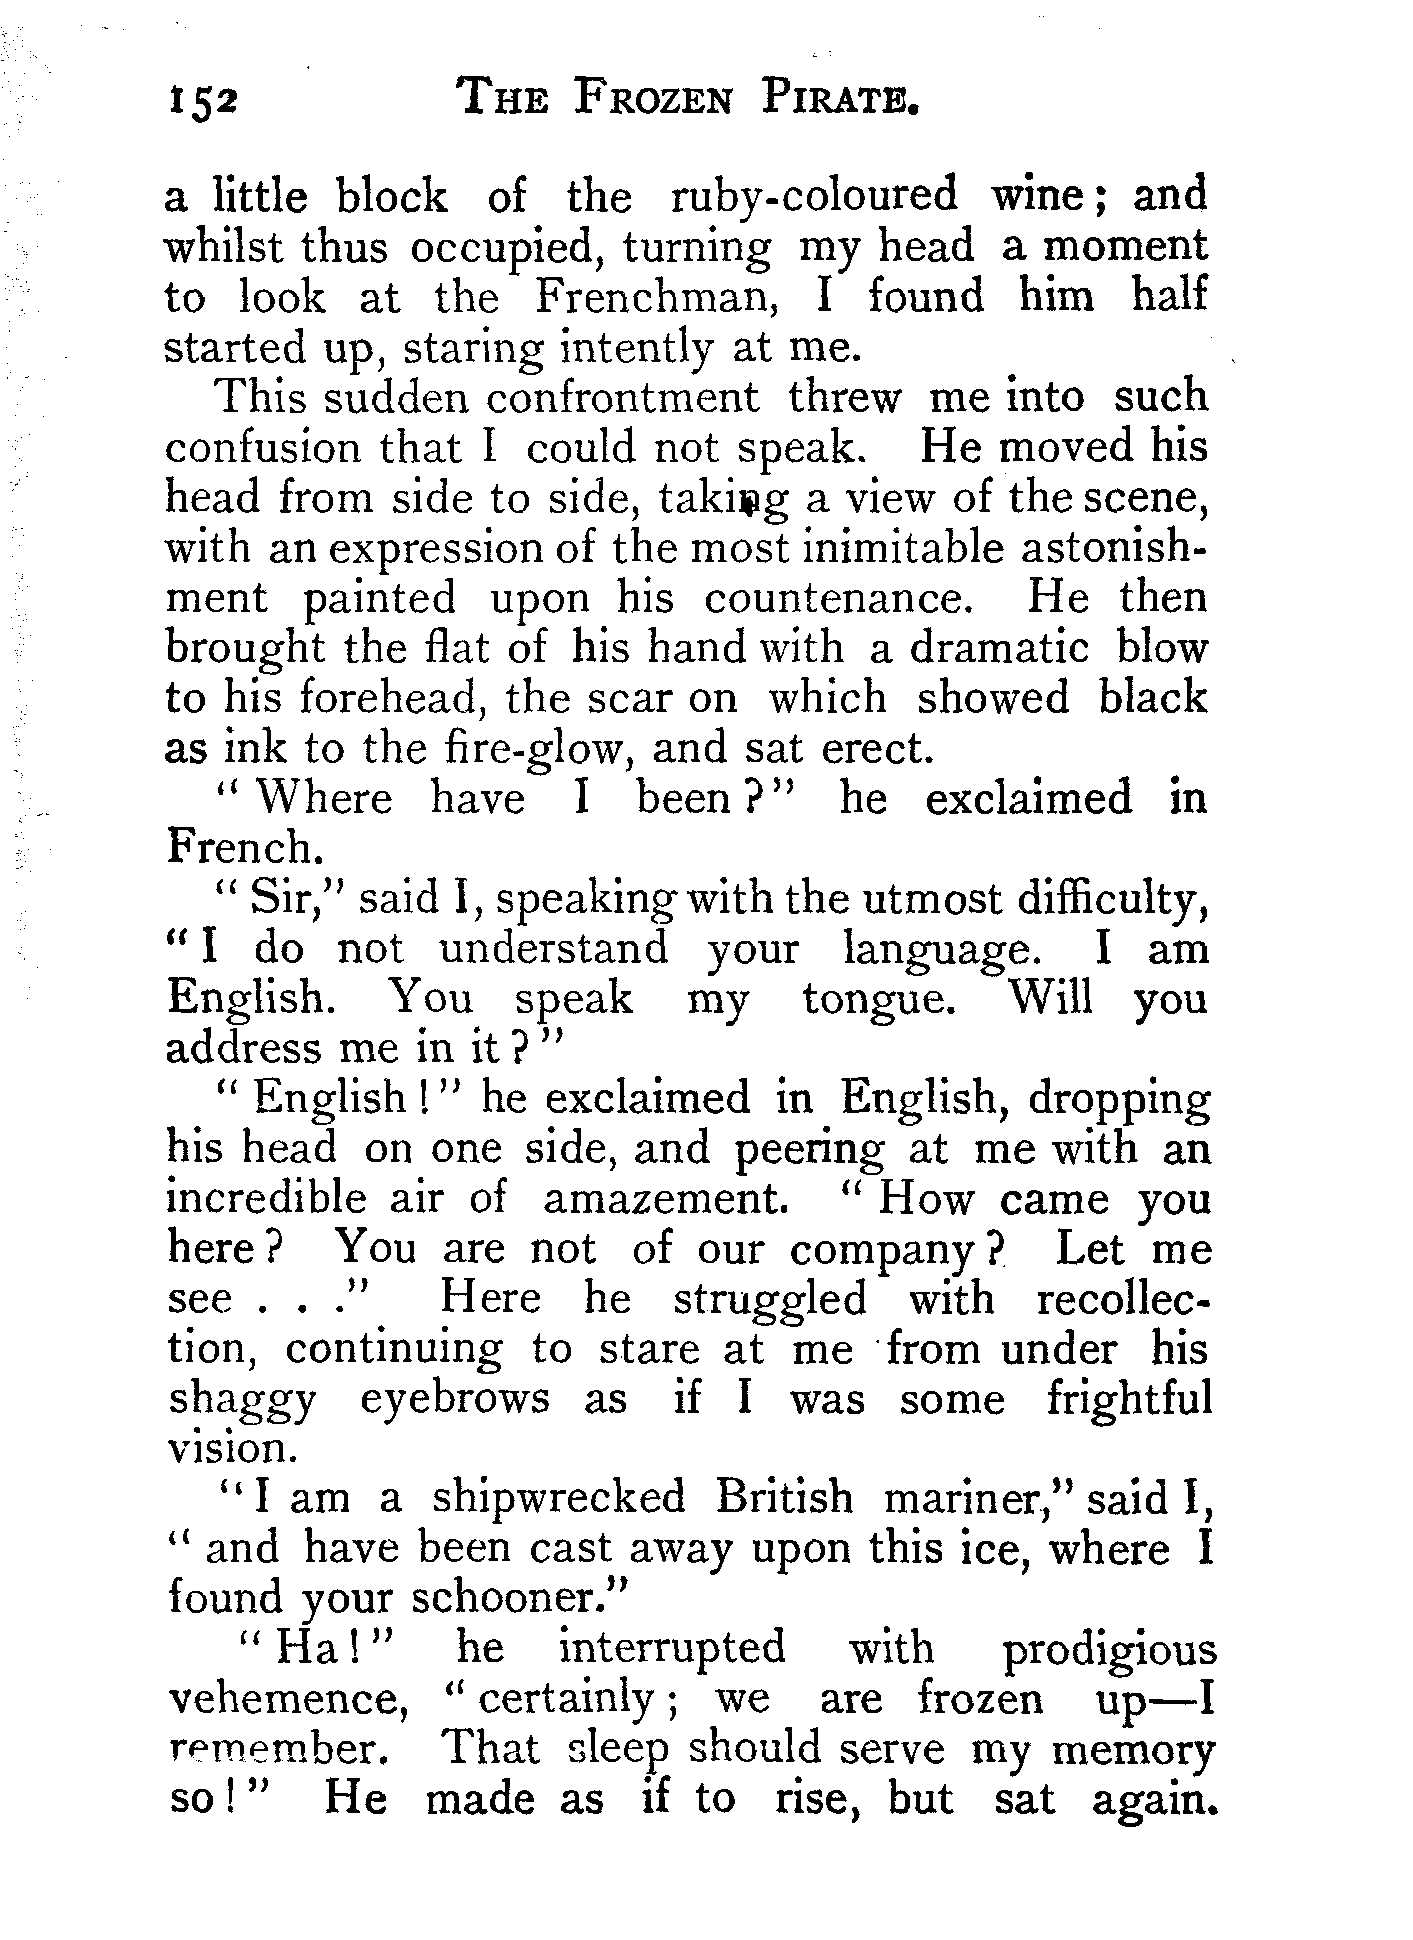 152 THE FROZEN PIRATE.
a little block of the ruby-coloured wine; and
whilst thus occupied, turning my head a moment
to look at the Frenchman, I found him half
started up, staring intently at me.
This sudden confrontment threw me into such
confusion that I could not speak. He moved his
head from side to side, taking a view of the scene,
with an expression of the most inimitable astonish-
ment painted upon his countenance. He then
brought the flat of his hand with a dramatic blow
to his forehead, the scar on which showed black
as ink to the fire-glow, and sat erect.
"Where have I been?" he exclaimed in
French.
"Sir," said I, speaking with the utmost difficulty,
"I do not understand your language. I am
English. You speak my tongue. Will you
address me in it?"
"English!" he exclaimed in English, dropping
his head on one side, and peering at me with an
incredible air of amazement. "How came you
here? You are not of our company? Let me
see . . ." Here he struggled with recollec-
tion, continuing to stare at me from under his
shaggy eyebrows as if I was some frightful
vision.
"I am a shipwrecked British mariner," said I,
"and have been cast away upon this ice, where I
found your schooner."
"Ha!" he interrupted with prodigious
vehemence, "certainly; we are frozen up—I
remember. That sleep should serve my memory
so!" He made as if to rise, but sat again.